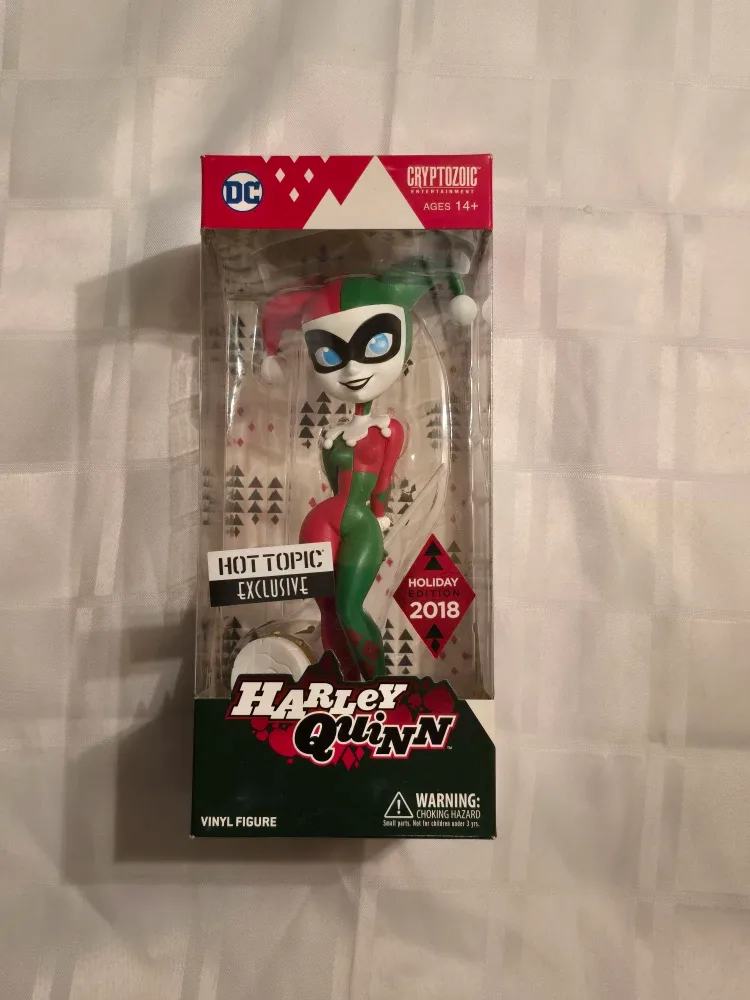 DC
CRYPTOZOIC
ENTERTAINMENT
AGES 14+
HOT TOPIC
EXCLUSIVE
HOLIDAY
EDITION
2018
HARLEY
QUINN
TM
WARNING:
CHOKING HAZARD
Small parts. Not for children under 3 yrs.
VINYL FIGURE